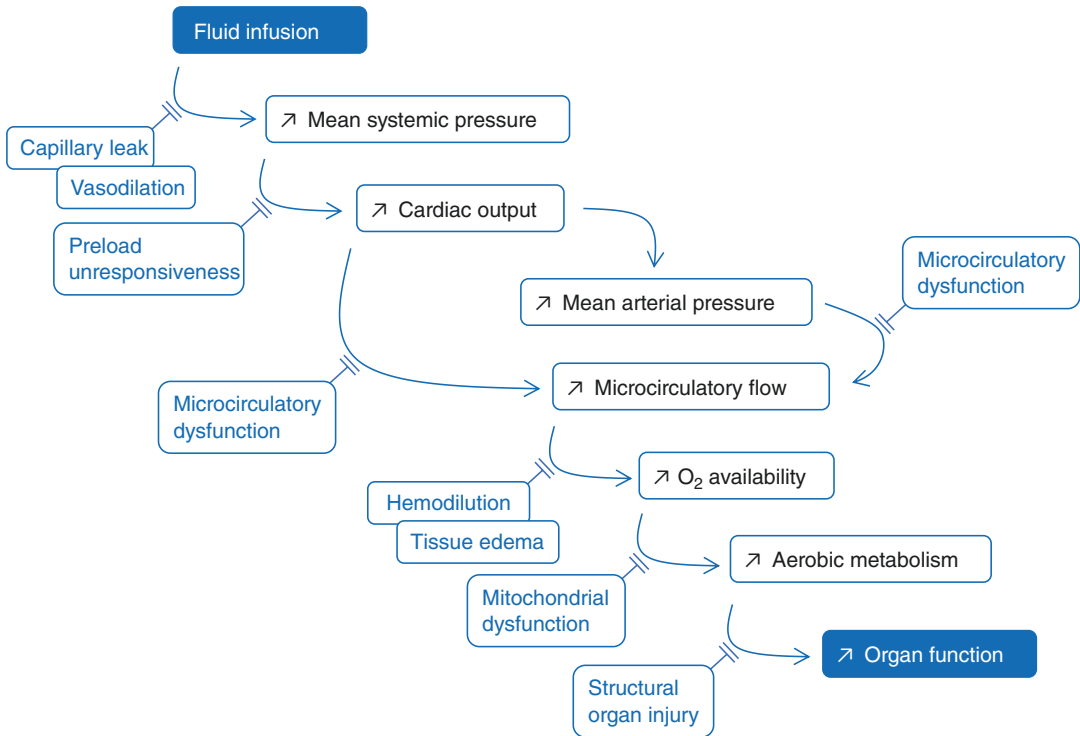 Fluid infusion
↗ Mean systemic pressure
Capillary leak
Vasodilation
↗ Cardiac output
Preload
unresponsiveness
Microcirculatory
dysfunction
↗ Mean arterial pressure
↗ Microcirculatory flow
Microcirculatory
dysfunction
↗ O₂ availability
Hemodilution
Tissue edema
↗ Aerobic metabolism
Mitochondrial
dysfunction
↗ Organ function
Structural
organ injury